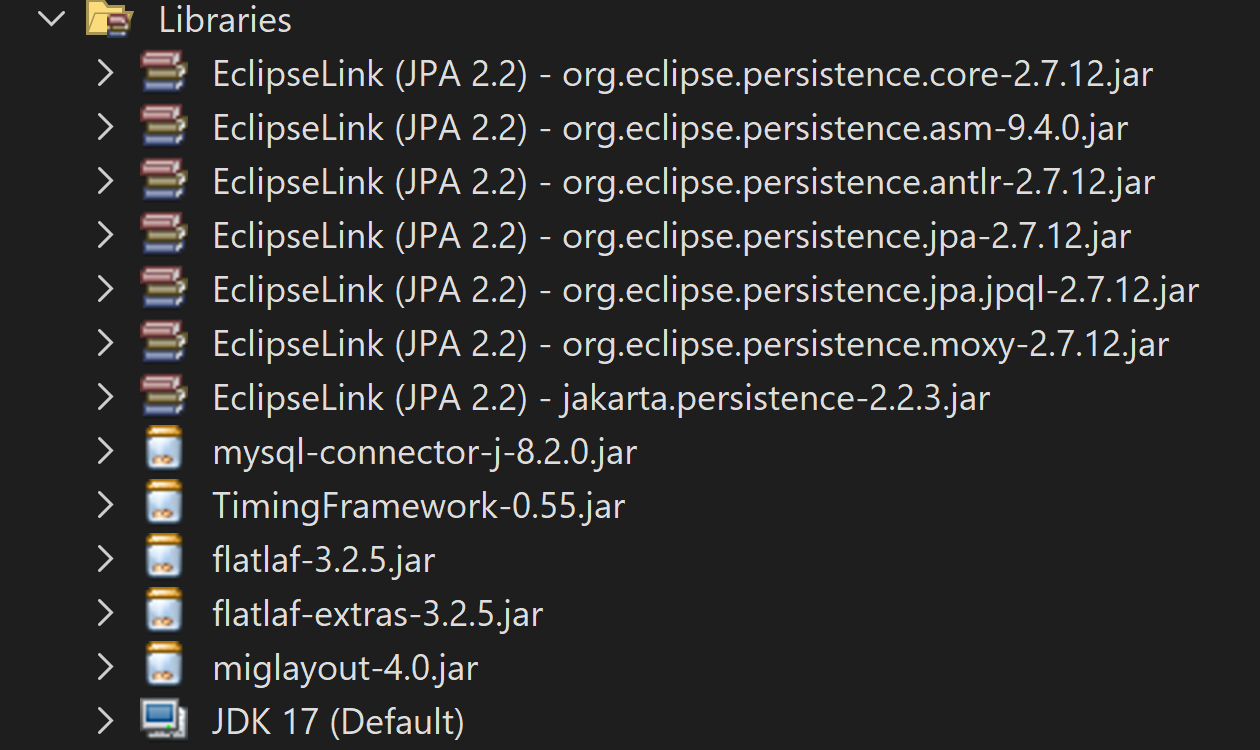 Libraries
EclipseLink (JPA 2.2) - org.eclipse.persistence.core-2.7.12.jar
EclipseLink (JPA 2.2) - org.eclipse.persistence.asm-9.4.0.jar
EclipseLink (JPA 2.2) - org.eclipse.persistence.antlr-2.7.12.jar
EclipseLink (JPA 2.2) - org.eclipse.persistence.jpa-2.7.12.jar
EclipseLink (JPA 2.2) - org.eclipse.persistence.jpa.jpql-2.7.12.jar
EclipseLink (JPA 2.2) - org.eclipse.persistence.moxy-2.7.12.jar
EclipseLink (JPA 2.2) - jakarta.persistence-2.2.3.jar
mysql-connector-j-8.2.0.jar
TimingFramework-0.55.jar
flatlaf-3.2.5.jar
flatlaf-extras-3.2.5.jar
miglayout-4.0.jar
JDK 17 (Default)